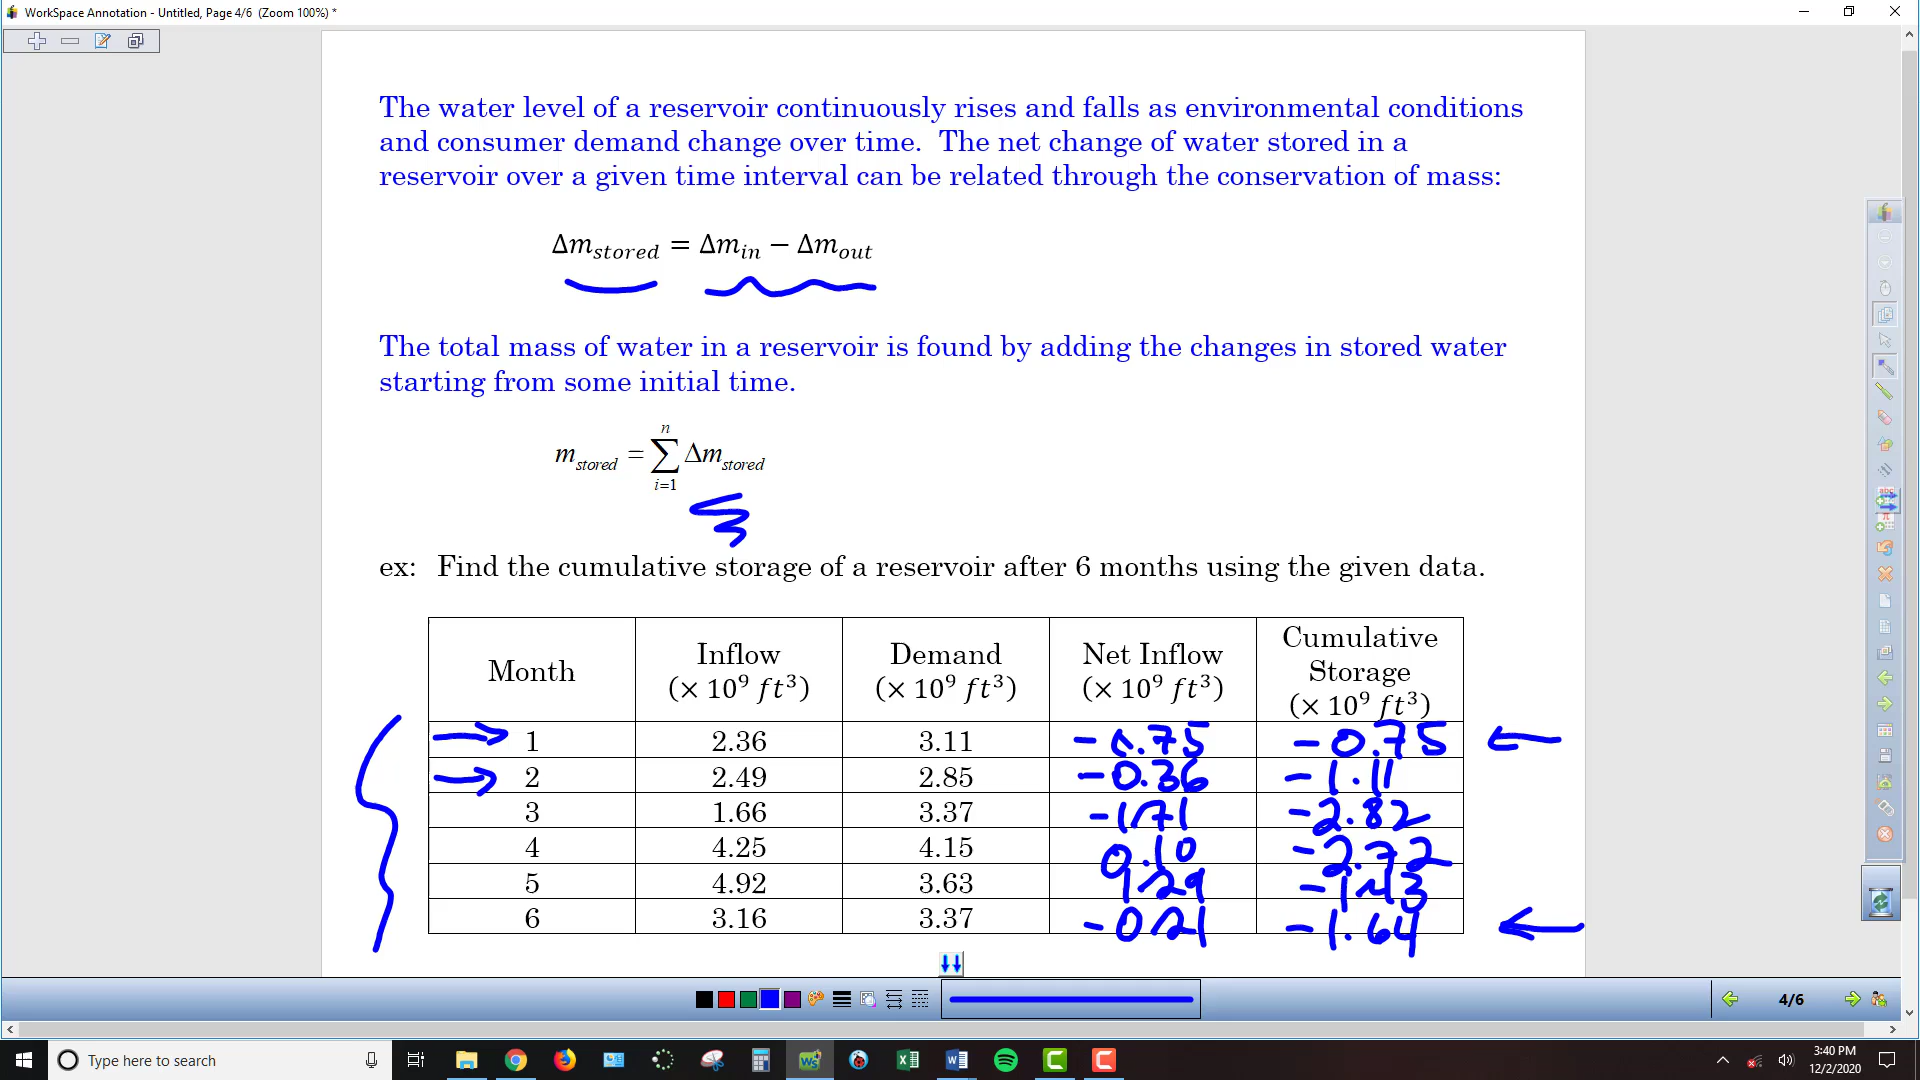 WorkSpace Annotation - Untitled, Page 4/6 (Zoom 100%) *
The water level of a reservoir continuously rises and falls as environmental conditions
and consumer demand change over time. The net change of water stored in a
reservoir over a given time interval can be related through the conservation of mass:
Δm_stored = Δm_in − Δm_out
The total mass of water in a reservoir is found by adding the changes in stored water
starting from some initial time.
m_stored = ∑_{i=1}^{n} Δm_stored
ex: Find the cumulative storage of a reservoir after 6 months using the given data.
Month Inflow (× 10⁹ ft³) Demand (× 10⁹ ft³) Net Inflow (× 10⁹ ft³) Cumulative Storage (× 10⁹ ft³)
1 2.36 3.11 -0.75 -0.75
2 2.49 2.85 -0.36 -1.11
3 1.66 3.37 -1.71 -2.82
4 4.25 4.15 0.10 -2.72
5 4.92 3.63 1.29 -1.43
6 3.16 3.37 -0.21 -1.64
4/6
Type here to search
3:40 PM
12/2/2020